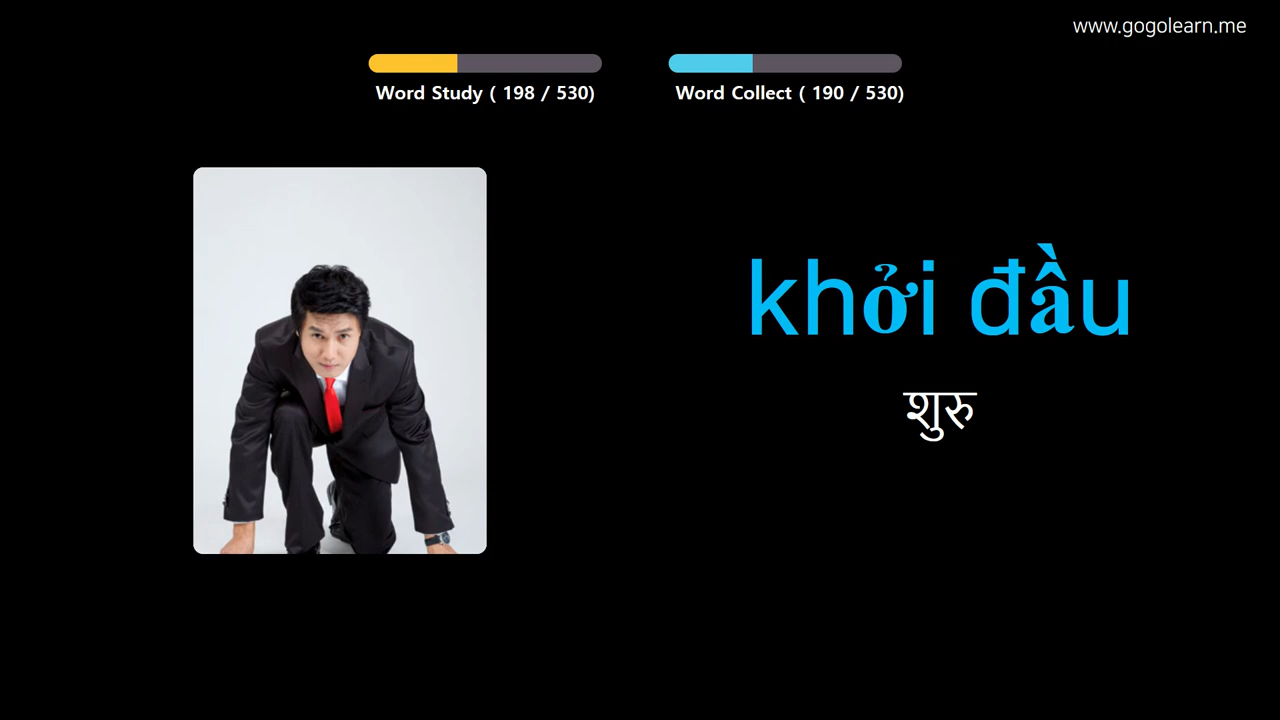 www.gogolearn.me
Word Study ( 198 / 530)
Word Collect ( 190 / 530)
khởi đầu
शुरु